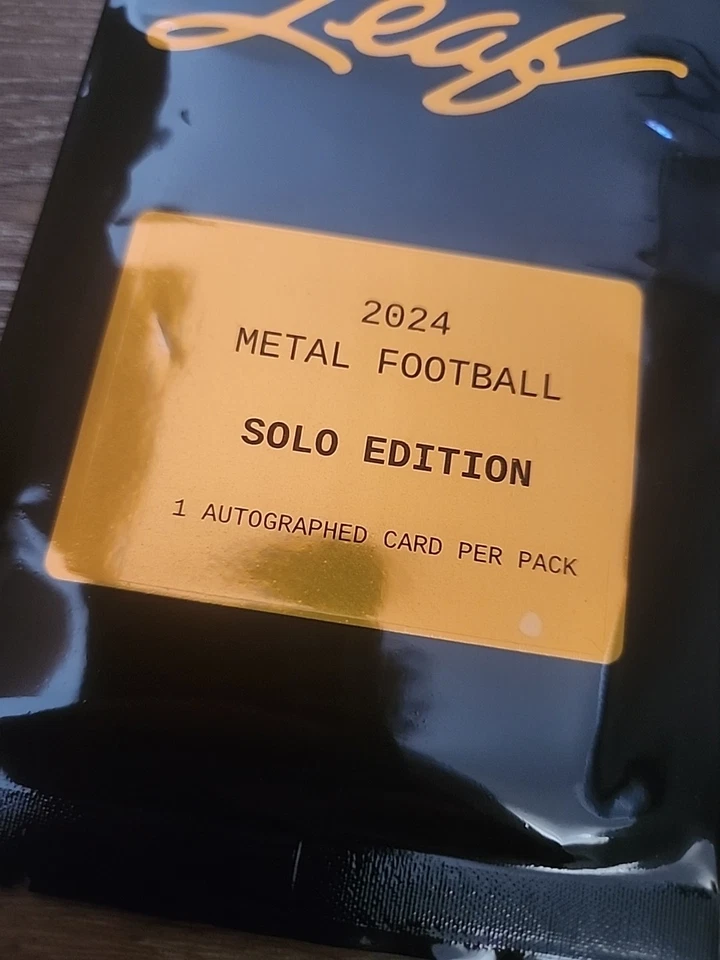 Leaf
2024
METAL FOOTBALL
SOLO EDITION
1 AUTOGRAPHED CARD PER PACK